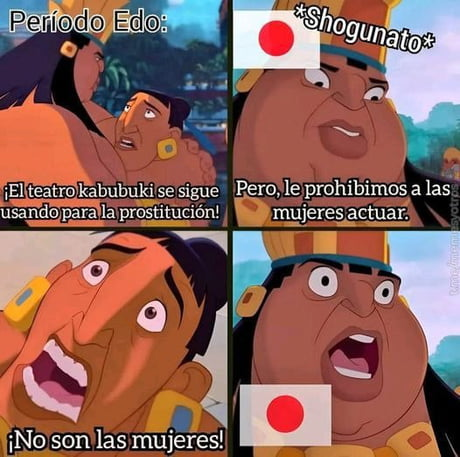 Período Edo:
¡El teatro kabubuki se sigue
usando para la prostitución!
*Shogunato*
Pero, le prohibimos a las
mujeres actuar.
¡No son las mujeres!